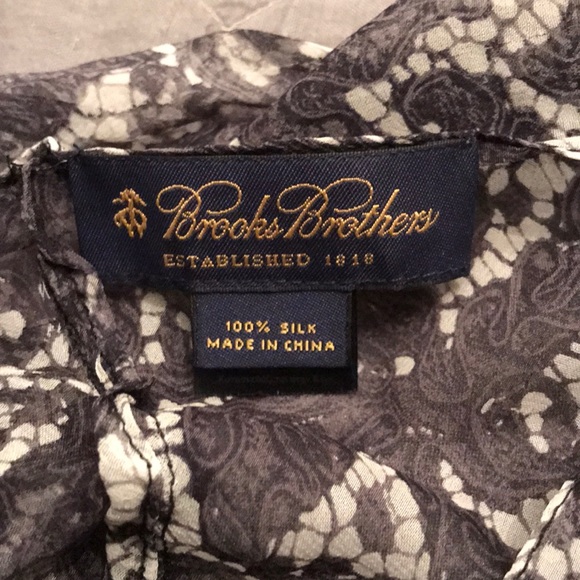 Brooks Brothers
ESTABLISHED 1818
100% SILK
MADE IN CHINA